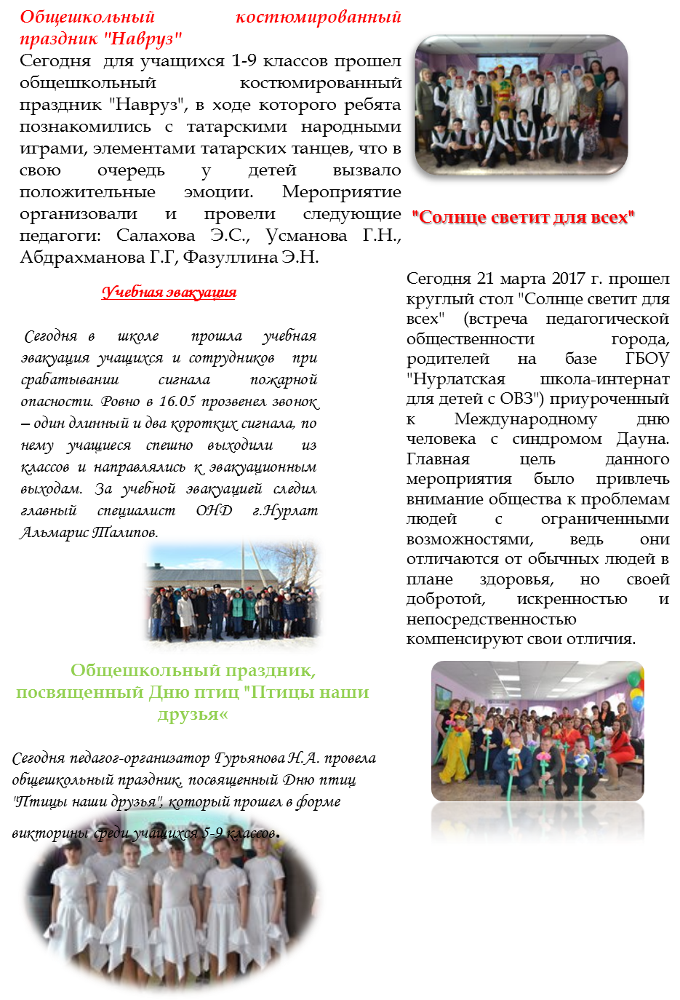 Общешкольный костюмированный
праздник "Навруз"
Сегодня для учащихся 1-9 классов прошел
общешкольный костюмированный
праздник "Навруз", в ходе которого ребята
познакомились с татарскими народными
играми, элементами татарских танцев, что в
свою очередь у детей вызвало
положительные эмоции. Мероприятие
организовали и провели следующие
педагоги: Салахова Э.С., Усманова Г.Н.,
Абдрахманова Г.Г, Фазуллина Э.Н.
Учебная эвакуация
Сегодня в школе прошла учебная
эвакуация учащихся и сотрудников при
срабатывании сигнала пожарной
опасности. Ровно в 16.05 прозвенел звонок
– один длинный и два коротких сигнала, по
нему учащиеся спешно выходили из
классов и направлялись к эвакуационным
выходам. За учебной эвакуацией следил
главный специалист ОНД г.Нурлат
Альмарис Талипов.
Общешкольный праздник,
посвященный Дню птиц "Птицы наши
друзья«
Сегодня педагог-организатор Гурьянова Н.А. провела
общешкольный праздник, посвященный Дню птиц
"Птицы наши друзья", который прошел в форме
викторины среди учащихся 5-9 классов.
"Солнце светит для всех"
Сегодня 21 марта 2017 г. прошел
круглый стол "Солнце светит для
всех" (встреча педагогической
общественности города,
родителей на базе ГБОУ
"Нурлатская школа-интернат
для детей с ОВЗ") приуроченный
к Международному дню
человека с синдромом Дауна.
Главная цель данного
мероприятия было привлечь
внимание общества к проблемам
людей с ограниченными
возможностями, ведь они
отличаются от обычных людей в
плане здоровья, но своей
добротой, искренностью и
непосредственностью
компенсируют свои отличия.